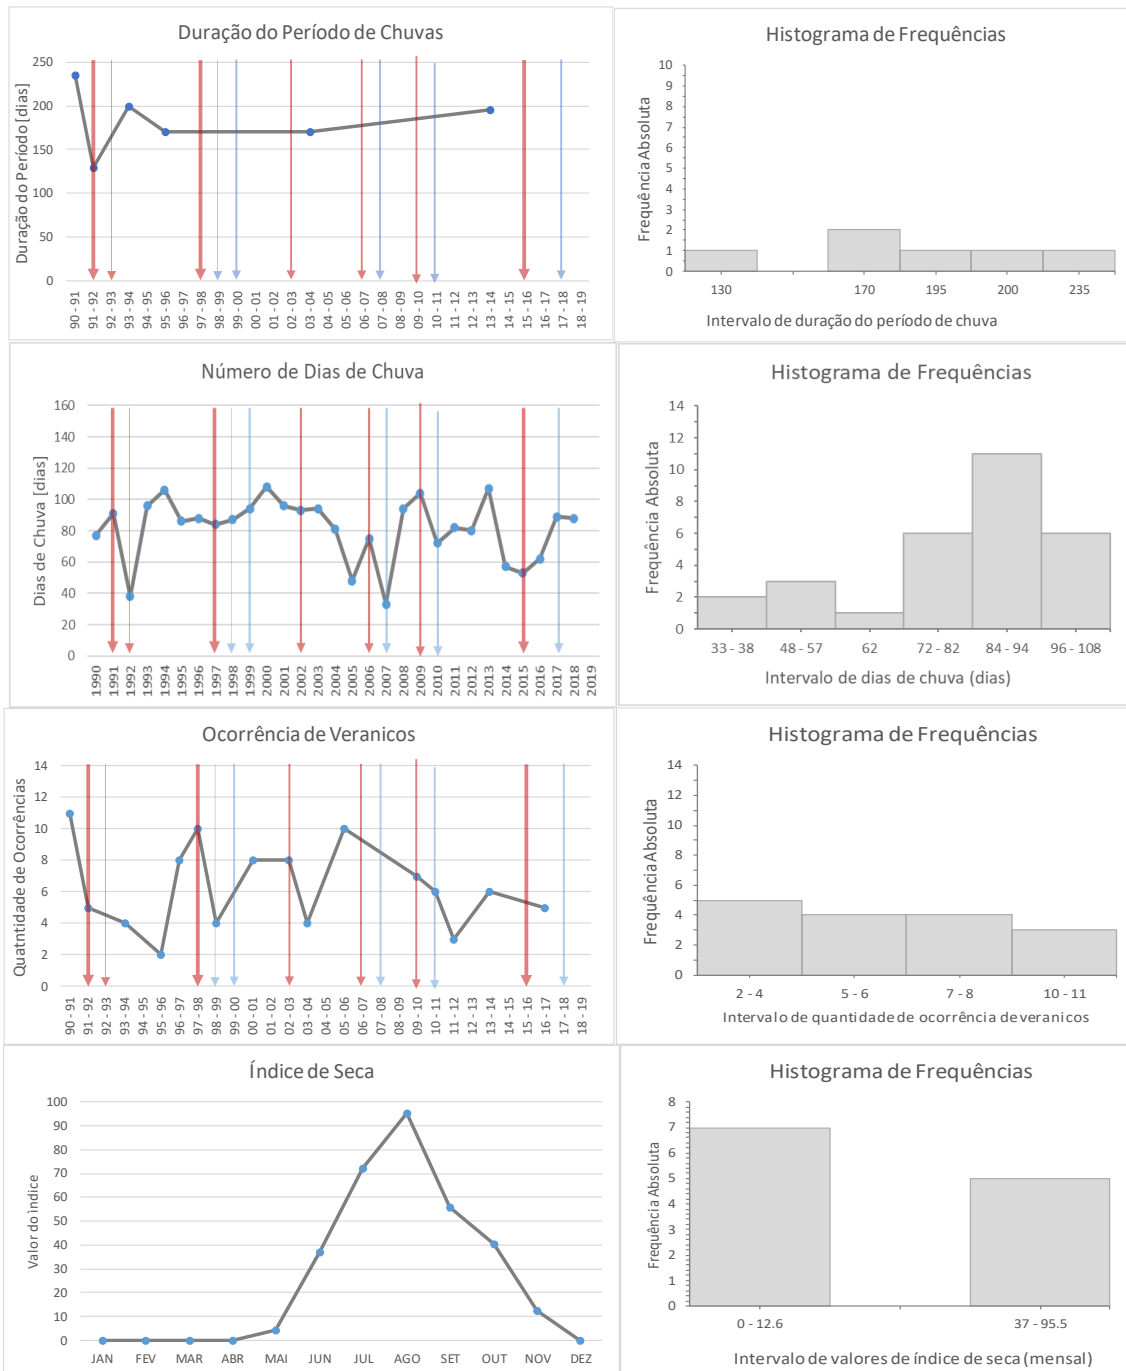 Duração do Período de Chuvas
Duração do Período [dias]
250
200
150
100
50
0
90 - 91
91 - 92
92 - 93
93 - 94
94 - 95
95 - 96
96 - 97
97 - 98
98 - 99
99 - 00
00 - 01
01 - 02
02 - 03
03 - 04
04 - 05
05 - 06
06 - 07
07 - 08
08 - 09
09 - 10
10 - 11
11 - 12
12 - 13
13 - 14
14 - 15
15 - 16
16 - 17
17 - 18
18 - 19
Histograma de Frequências
Frequência Absoluta
10
9
8
7
6
5
4
3
2
1
0
130 170 195 200 235
Intervalo de duração do período de chuva
Número de Dias de Chuva
Dias de Chuva [dias]
160
140
120
100
80
60
40
20
0
1990
1991
1992
1993
1994
1995
1996
1997
1998
1999
2000
2001
2002
2003
2004
2005
2006
2007
2008
2009
2010
2011
2012
2013
2014
2015
2016
2017
2018
2019
Histograma de Frequências
Frequência Absoluta
14
12
10
8
6
4
2
0
33 - 38 48 - 57 62 72 - 82 84 - 94 96 - 108
Intervalo de dias de chuva (dias)
Ocorrência de Veranicos
Quatntidade de Ocorrências
14
12
10
8
6
4
2
0
90 - 91
91 - 92
92 - 93
93 - 94
94 - 95
95 - 96
96 - 97
97 - 98
98 - 99
99 - 00
00 - 01
01 - 02
02 - 03
03 - 04
04 - 05
05 - 06
06 - 07
07 - 08
08 - 09
09 - 10
10 - 11
11 - 12
12 - 13
13 - 14
14 - 15
15 - 16
16 - 17
17 - 18
18 - 19
Histograma de Frequências
Frequência Absoluta
14
12
10
8
6
4
2
0
2 - 4 5 - 6 7 - 8 10 - 11
Intervalo de quantidade de ocorrência de veranicos
Índice de Seca
Valor do ìndice
100
90
80
70
60
50
40
30
20
10
0
JAN FEV MAR ABR MAI JUN JUL AGO SET OUT NOV DEZ
Histograma de Frequências
Frequência Absoluta
8
7
6
5
4
3
2
1
0
0 - 12.6 37 - 95.5
Intervalo de valores de índice de seca (mensal)